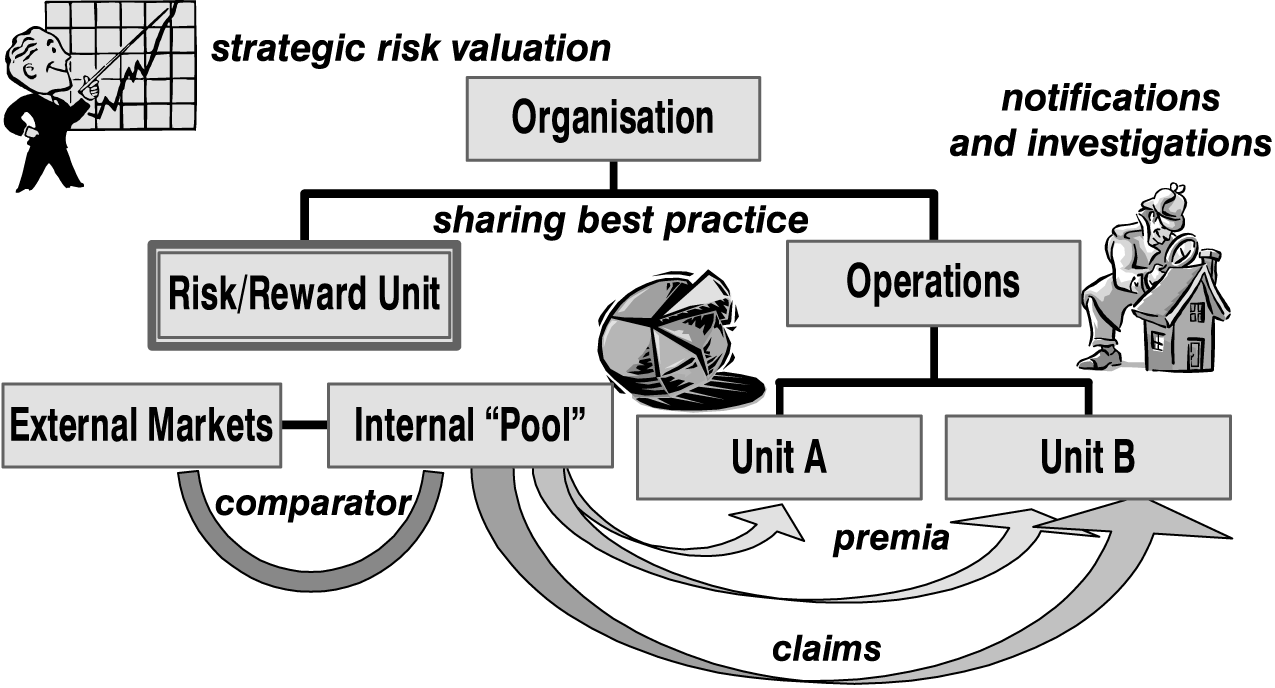 strategic risk valuation
Organisation
notifications
and investigations
sharing best practice
Risk/Reward Unit
Operations
External Markets
Internal “Pool”
Unit A
Unit B
comparator
premia
claims